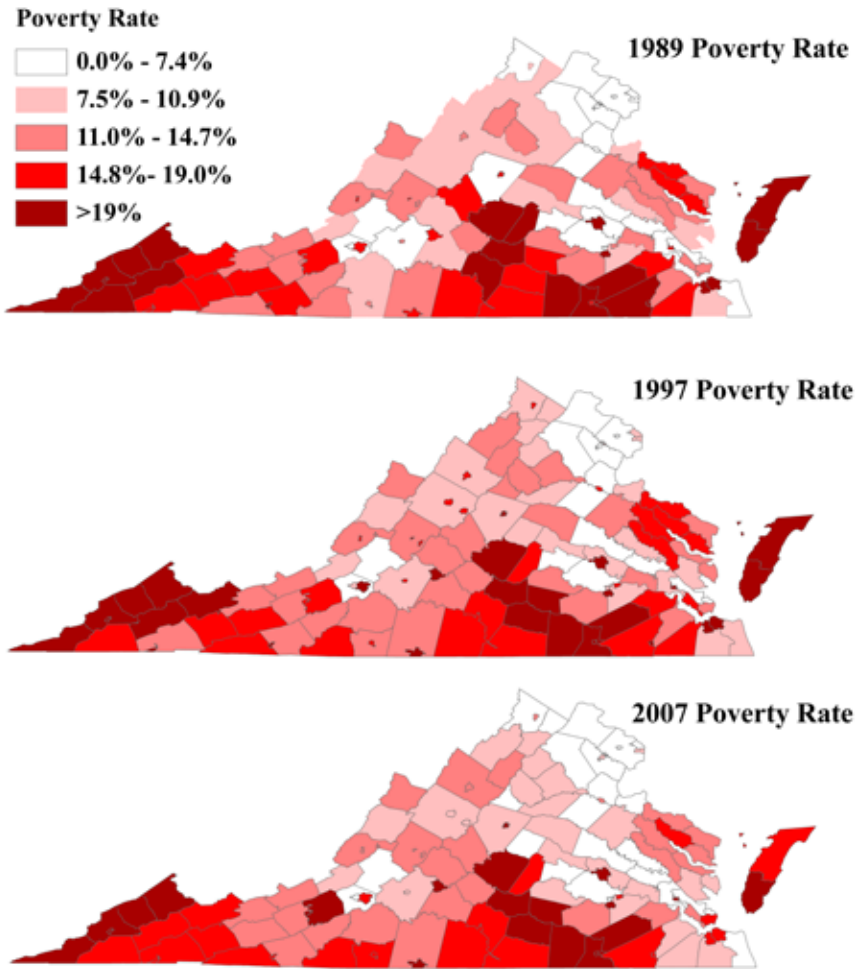 Poverty Rate
0.0% - 7.4%
7.5% - 10.9%
11.0% - 14.7%
14.8%- 19.0%
>19%
1989 Poverty Rate
1997 Poverty Rate
2007 Poverty Rate